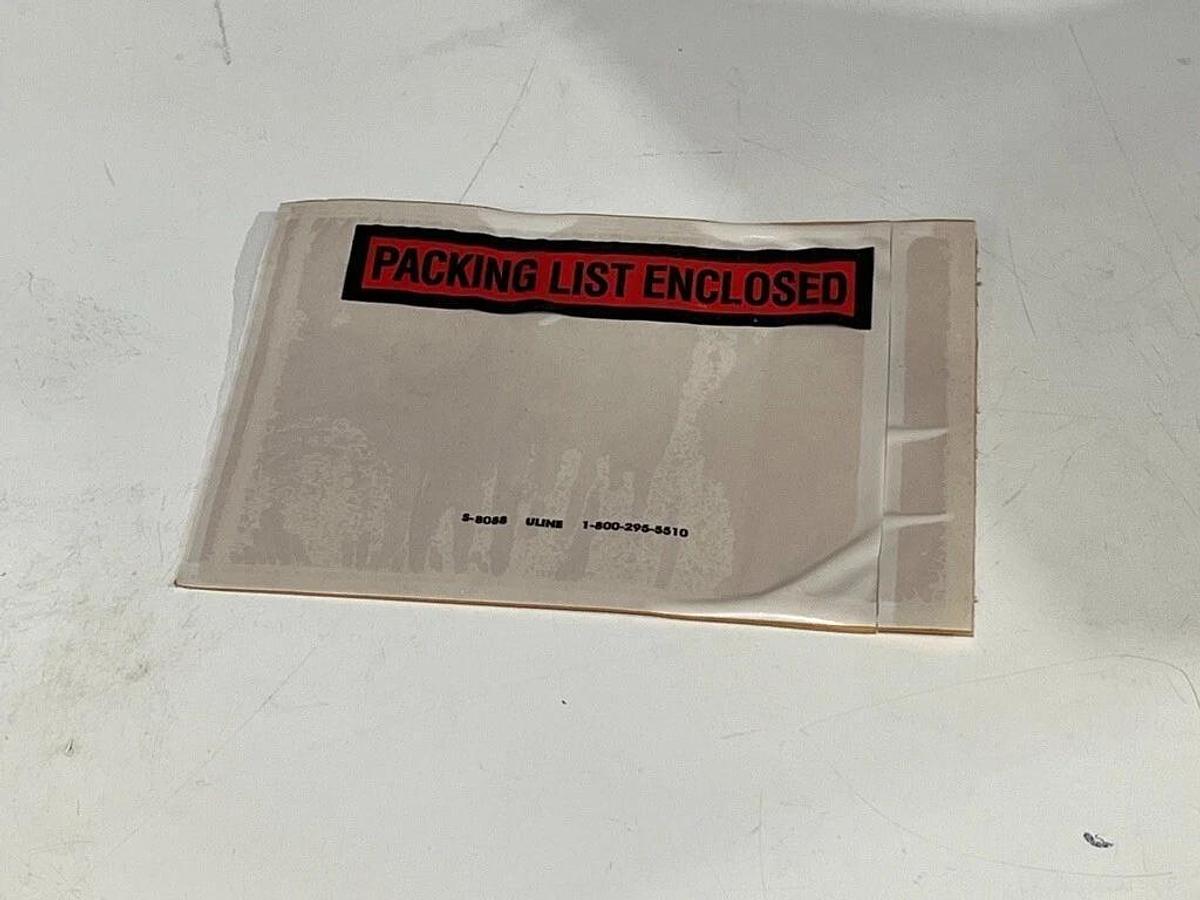 PACKING LIST ENCLOSED
S-8088 ULINE 1-800-295-5510